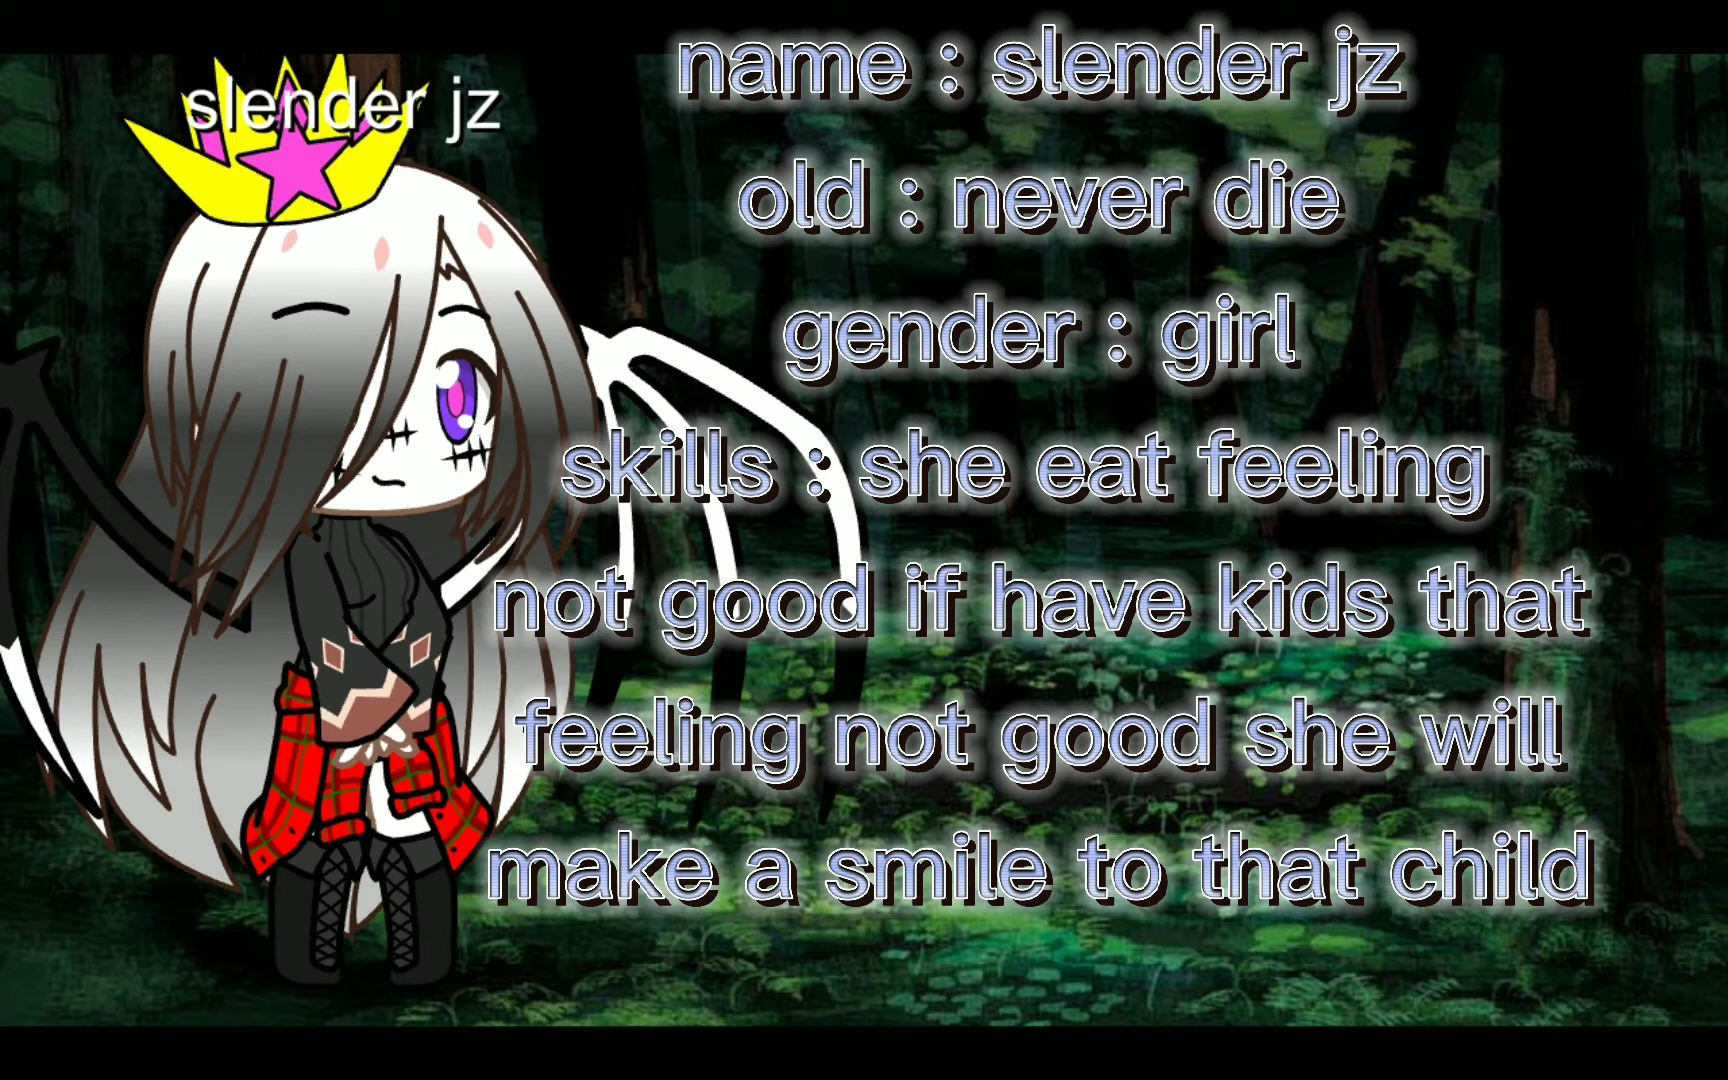 slender jz
name : slender jz
old : never die
gender : girl
skills : she eat feeling
not good if have kids that
feeling not good she will
make a smile to that child